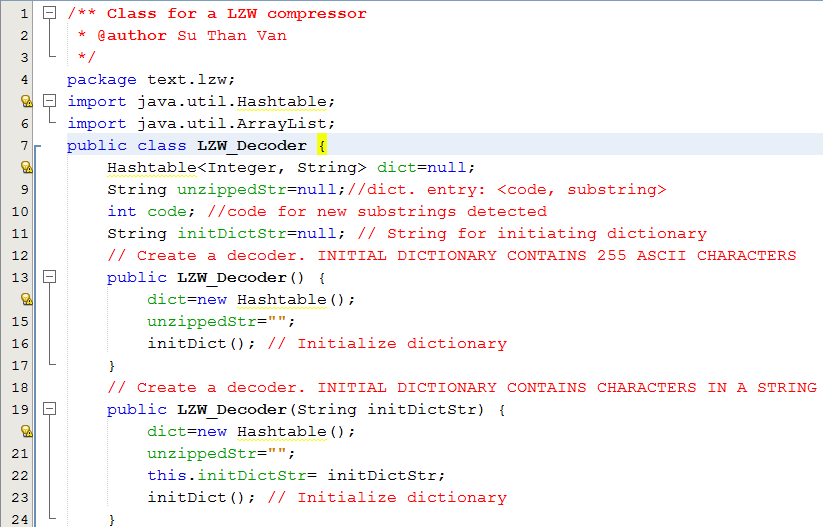 1 /** Class for a LZW compressor
2 * @author Su Than Van
3 */
4 package text.lzw;
import java.util.Hashtable;
6 import java.util.ArrayList;
7 public class LZW_Decoder {
Hashtable<Integer, String> dict=null;
9 String unzippedStr=null;//dict. entry: <code, substring>
10 int code; //code for new substrings detected
11 String initDictStr=null; // String for initiating dictionary
12 // Create a decoder. INITIAL DICTIONARY CONTAINS 255 ASCII CHARACTERS
13 public LZW_Decoder() {
dict=new Hashtable();
15 unzippedStr="";
16 initDict(); // Initialize dictionary
17 }
18 // Create a decoder. INITIAL DICTIONARY CONTAINS CHARACTERS IN A STRING
19 public LZW_Decoder(String initDictStr) {
dict=new Hashtable();
21 unzippedStr="";
22 this.initDictStr= initDictStr;
23 initDict(); // Initialize dictionary
24 }